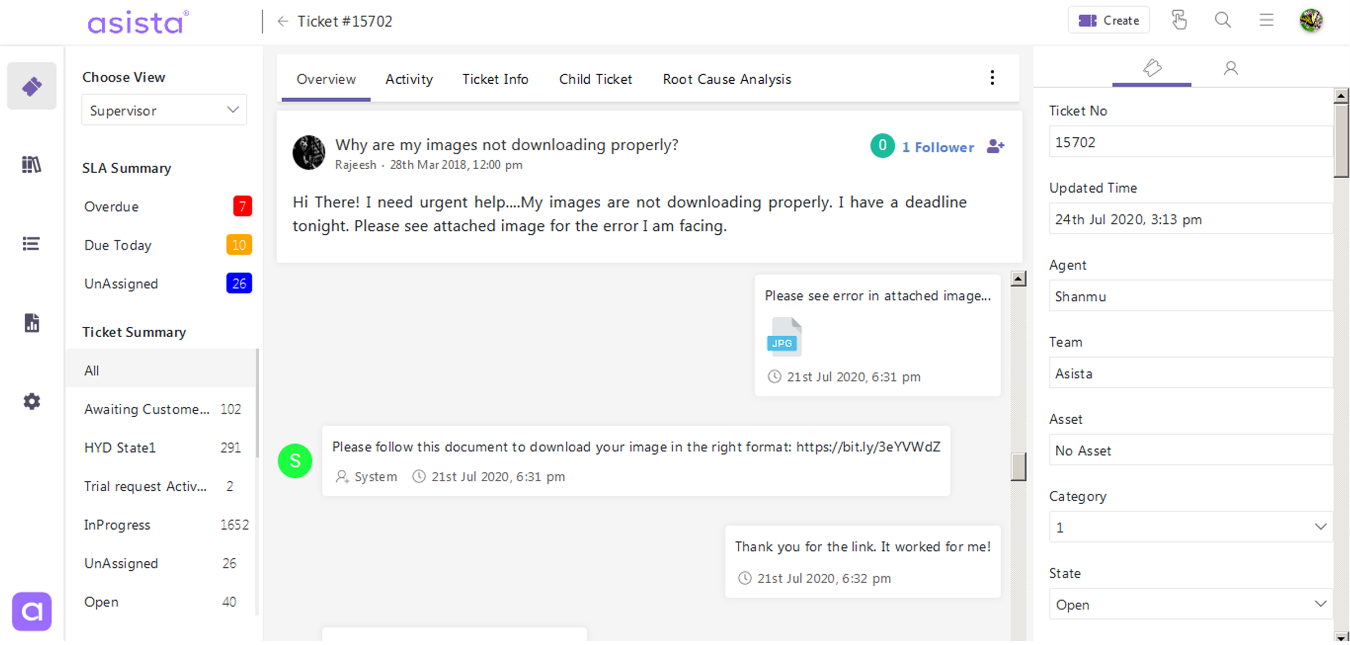 asista®
Ticket #15702
Create
Choose View
Supervisor
SLA Summary
Overdue 7
Due Today 10
UnAssigned 26
Ticket Summary
All
Awaiting Custome... 102
HYD State1 291
Trial request Activ... 2
InProgress 1652
UnAssigned 26
Open 40
a
Overview Activity Ticket Info Child Ticket Root Cause Analysis
Why are my images not downloading properly?
Rajeesh - 28th Mar 2018, 12:00 pm
0 1 Follower
Hi There! I need urgent help....My images are not downloading properly. I have a deadline
tonight. Please see attached image for the error I am facing.
Please see error in attached image...
JPG
21st Jul 2020, 6:31 pm
S
Please follow this document to download your image in the right format: https://bit.ly/3eYVWdZ
System 21st Jul 2020, 6:31 pm
Thank you for the link. It worked for me!
21st Jul 2020, 6:32 pm
Ticket No
15702
Updated Time
24th Jul 2020, 3:13 pm
Agent
Shanmu
Team
Asista
Asset
No Asset
Category
1
State
Open